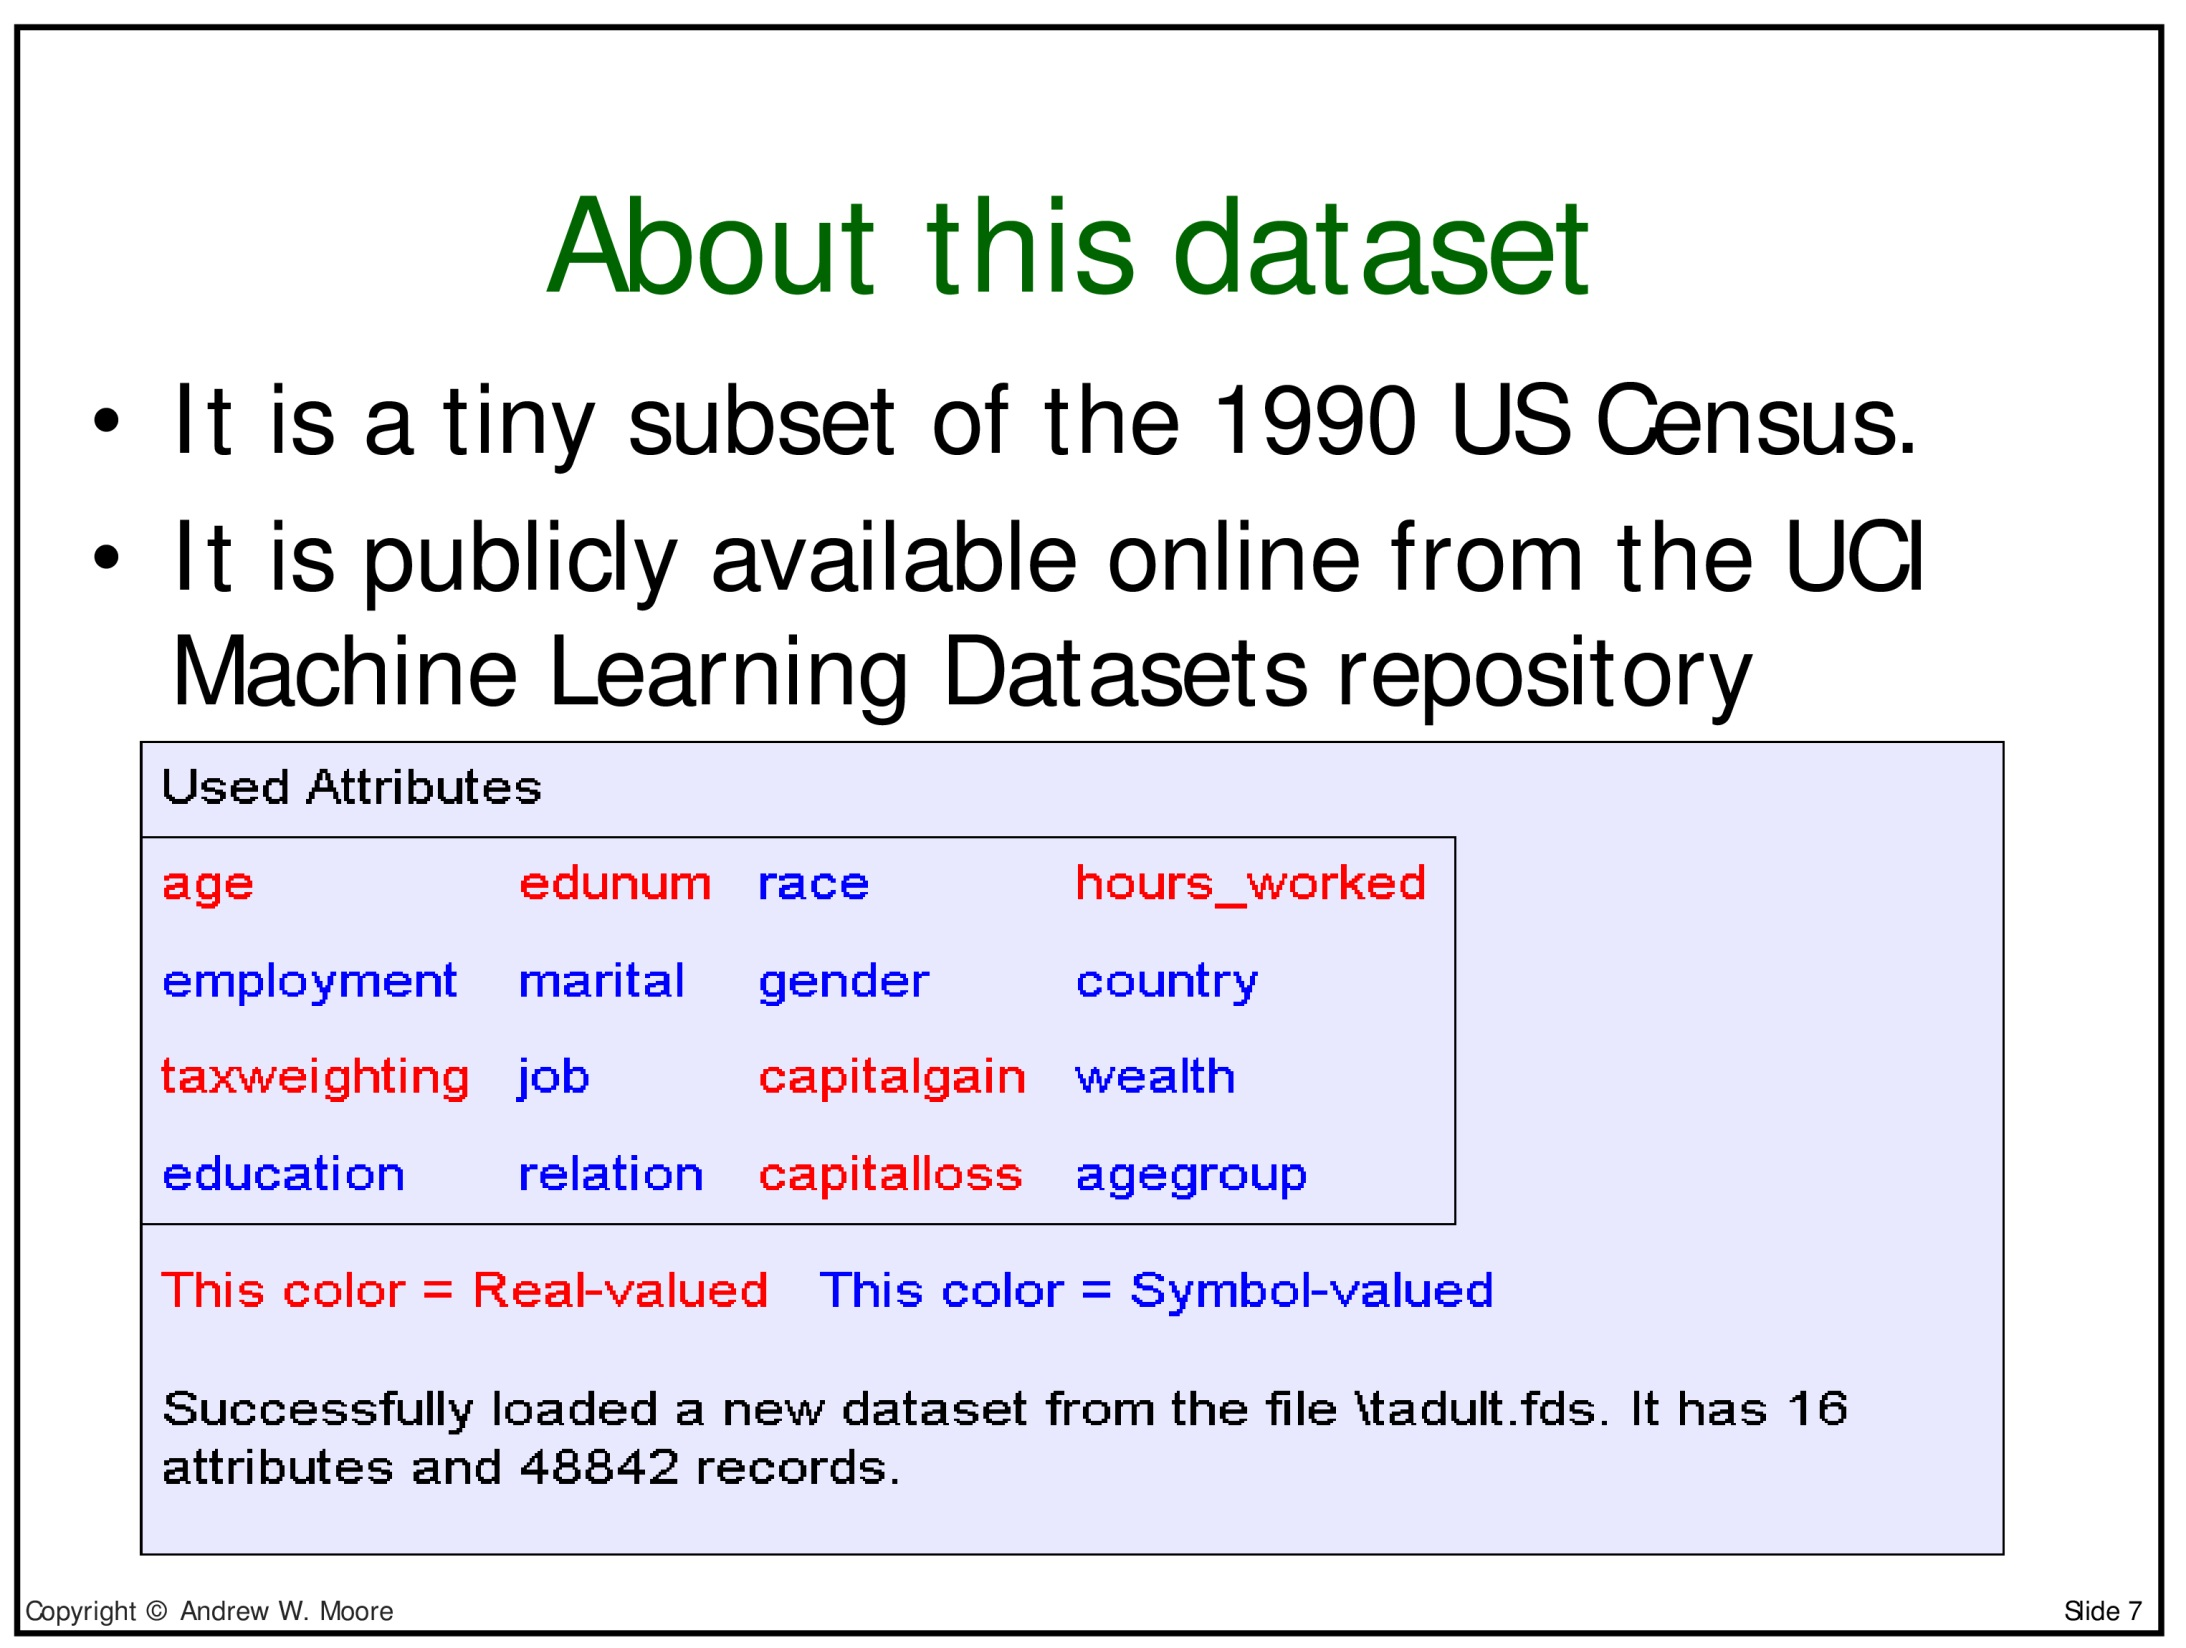 About this dataset
• It is a tiny subset of the 1990 US Census.
• It is publicly available online from the UCI
Machine Learning Datasets repository
Used Attributes
age edunum race hours_worked
employment marital gender country
taxweighting job capitalgain wealth
education relation capitalloss agegroup
This color = Real-valued This color = Symbol-valued
Successfully loaded a new dataset from the file \tadult.fds. It has 16
attributes and 48842 records.
Copyright © Andrew W. Moore
Slide 7